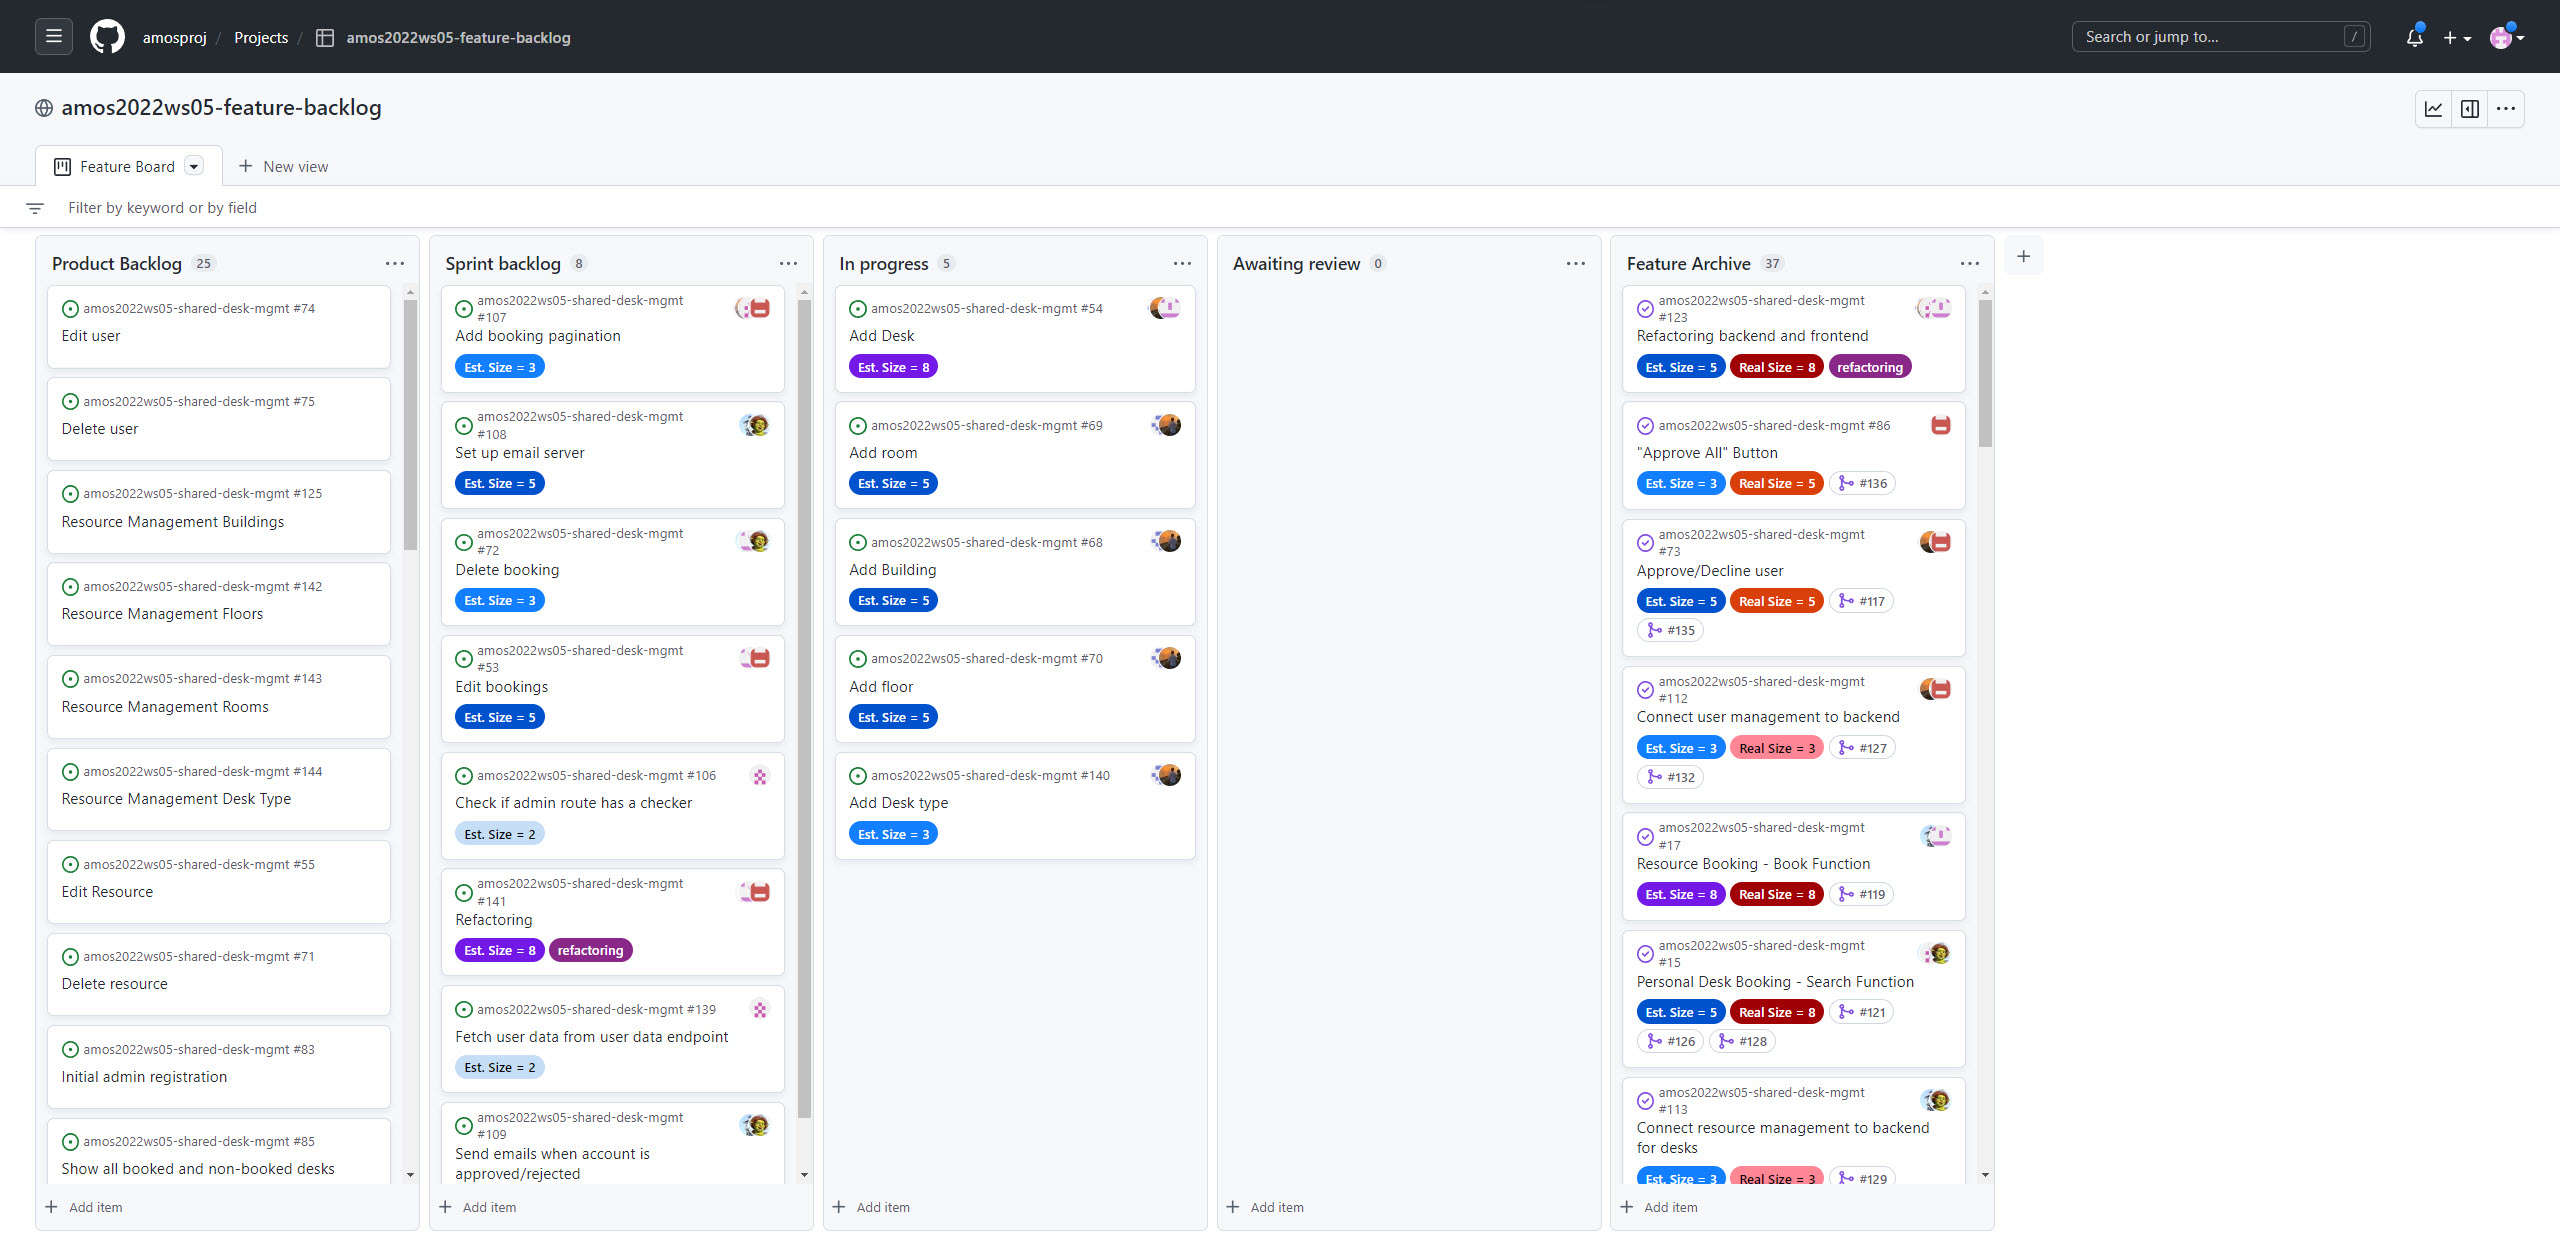 amosproj / Projects / amos2022ws05-feature-backlog
Search or jump to... /
amos2022ws05-feature-backlog
Feature Board
New view
Filter by keyword or by field
Product Backlog 25
amos2022ws05-shared-desk-mgmt #74
Edit user
amos2022ws05-shared-desk-mgmt #75
Delete user
amos2022ws05-shared-desk-mgmt #125
Resource Management Buildings
amos2022ws05-shared-desk-mgmt #142
Resource Management Floors
amos2022ws05-shared-desk-mgmt #143
Resource Management Rooms
amos2022ws05-shared-desk-mgmt #144
Resource Management Desk Type
amos2022ws05-shared-desk-mgmt #55
Edit Resource
amos2022ws05-shared-desk-mgmt #71
Delete resource
amos2022ws05-shared-desk-mgmt #83
Initial admin registration
amos2022ws05-shared-desk-mgmt #85
Show all booked and non-booked desks
Add item
Sprint backlog 8
amos2022ws05-shared-desk-mgmt
#107
Add booking pagination
Est. Size = 3
amos2022ws05-shared-desk-mgmt
#108
Set up email server
Est. Size = 5
amos2022ws05-shared-desk-mgmt
#72
Delete booking
Est. Size = 3
amos2022ws05-shared-desk-mgmt
#53
Edit bookings
Est. Size = 5
amos2022ws05-shared-desk-mgmt #106
Check if admin route has a checker
Est. Size = 2
amos2022ws05-shared-desk-mgmt
#141
Refactoring
Est. Size = 8 refactoring
amos2022ws05-shared-desk-mgmt #139
Fetch user data from user data endpoint
Est. Size = 2
amos2022ws05-shared-desk-mgmt
#109
Send emails when account is
approved/rejected
Add item
In progress 5
amos2022ws05-shared-desk-mgmt #54
Add Desk
Est. Size = 8
amos2022ws05-shared-desk-mgmt #69
Add room
Est. Size = 5
amos2022ws05-shared-desk-mgmt #68
Add Building
Est. Size = 5
amos2022ws05-shared-desk-mgmt #70
Add floor
Est. Size = 5
amos2022ws05-shared-desk-mgmt #140
Add Desk type
Est. Size = 3
Add item
Awaiting review 0
Add item
Feature Archive 37
amos2022ws05-shared-desk-mgmt
#123
Refactoring backend and frontend
Est. Size = 5 Real Size = 8 refactoring
amos2022ws05-shared-desk-mgmt #86
"Approve All" Button
Est. Size = 3 Real Size = 5 #136
amos2022ws05-shared-desk-mgmt
#73
Approve/Decline user
Est. Size = 5 Real Size = 5 #117
#135
amos2022ws05-shared-desk-mgmt
#112
Connect user management to backend
Est. Size = 3 Real Size = 3 #127
#132
amos2022ws05-shared-desk-mgmt
#17
Resource Booking - Book Function
Est. Size = 8 Real Size = 8 #119
amos2022ws05-shared-desk-mgmt
#15
Personal Desk Booking - Search Function
Est. Size = 5 Real Size = 8 #121
#126 #128
amos2022ws05-shared-desk-mgmt
#113
Connect resource management to backend
for desks
Est. Size = 3 Real Size = 3 #129
Add item